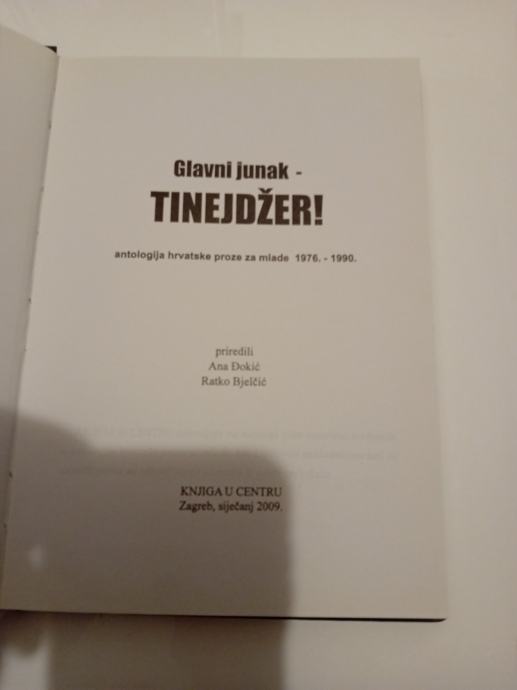 Glavni junak -
TINEJDŽER!
antologija hrvatske proze za mlade 1976. - 1990.
priredili
Ana Đokić
Ratko Bjelčić
KNJIGA U CENTRU
Zagreb, siječanj 2009.